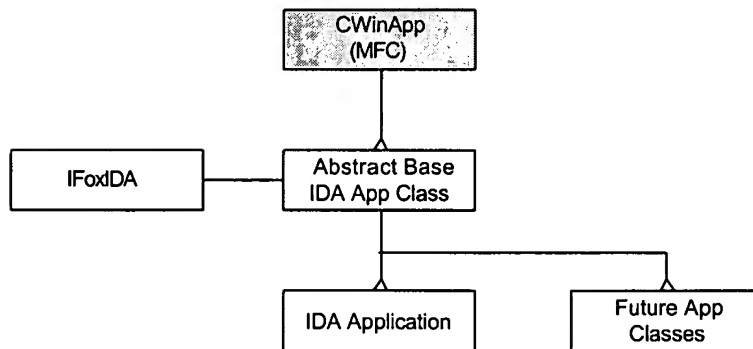 CWinApp
(MFC)
IFoxIDA
Abstract Base
IDA App Class
IDA Application
Future App
Classes